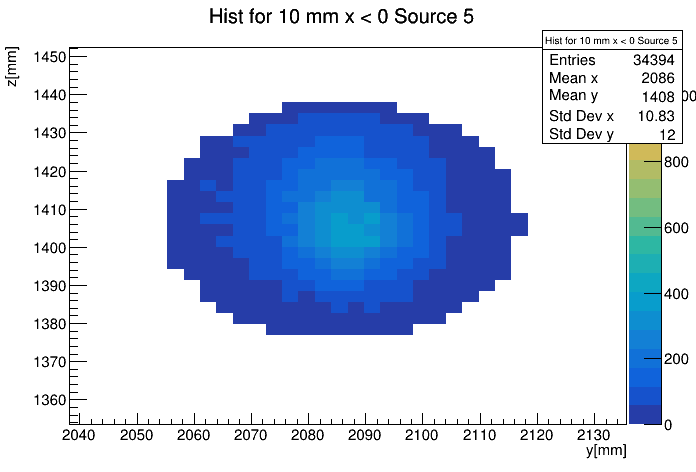 Hist for 10 mm x < 0 Source 5
z[mm]
1450
1440
1430
1420
1410
1400
1390
1380
1370
1360
2040 2050 2060 2070 2080 2090 2100 2110 2120 2130
y[mm]
Hist for 10 mm x < 0 Source 5
Entries 34394
Mean x 2086
Mean y 1408
Std Dev x 10.83
Std Dev y 12
800
600
400
200
0